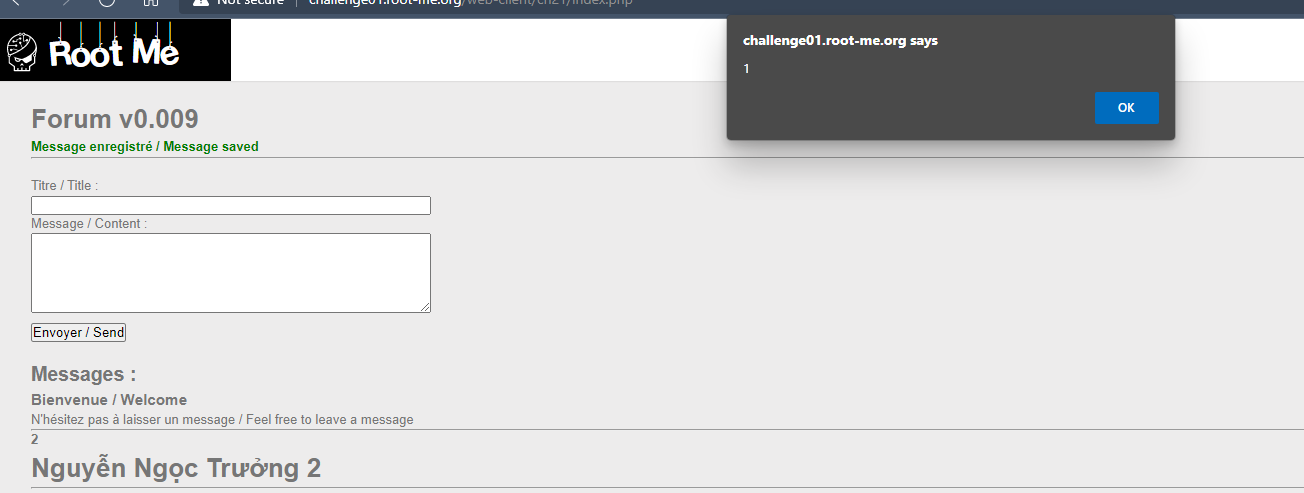 Not secure challenge01.root-me.org/web-client/ch21/index.php
Root Me
challenge01.root-me.org says
1
OK
Forum v0.009
Message enregistré / Message saved
Titre / Title :
Message / Content :
Envoyer / Send
Messages :
Bienvenue / Welcome
N'hésitez pas à laisser un message / Feel free to leave a message
2
Nguyễn Ngọc Trưởng 2